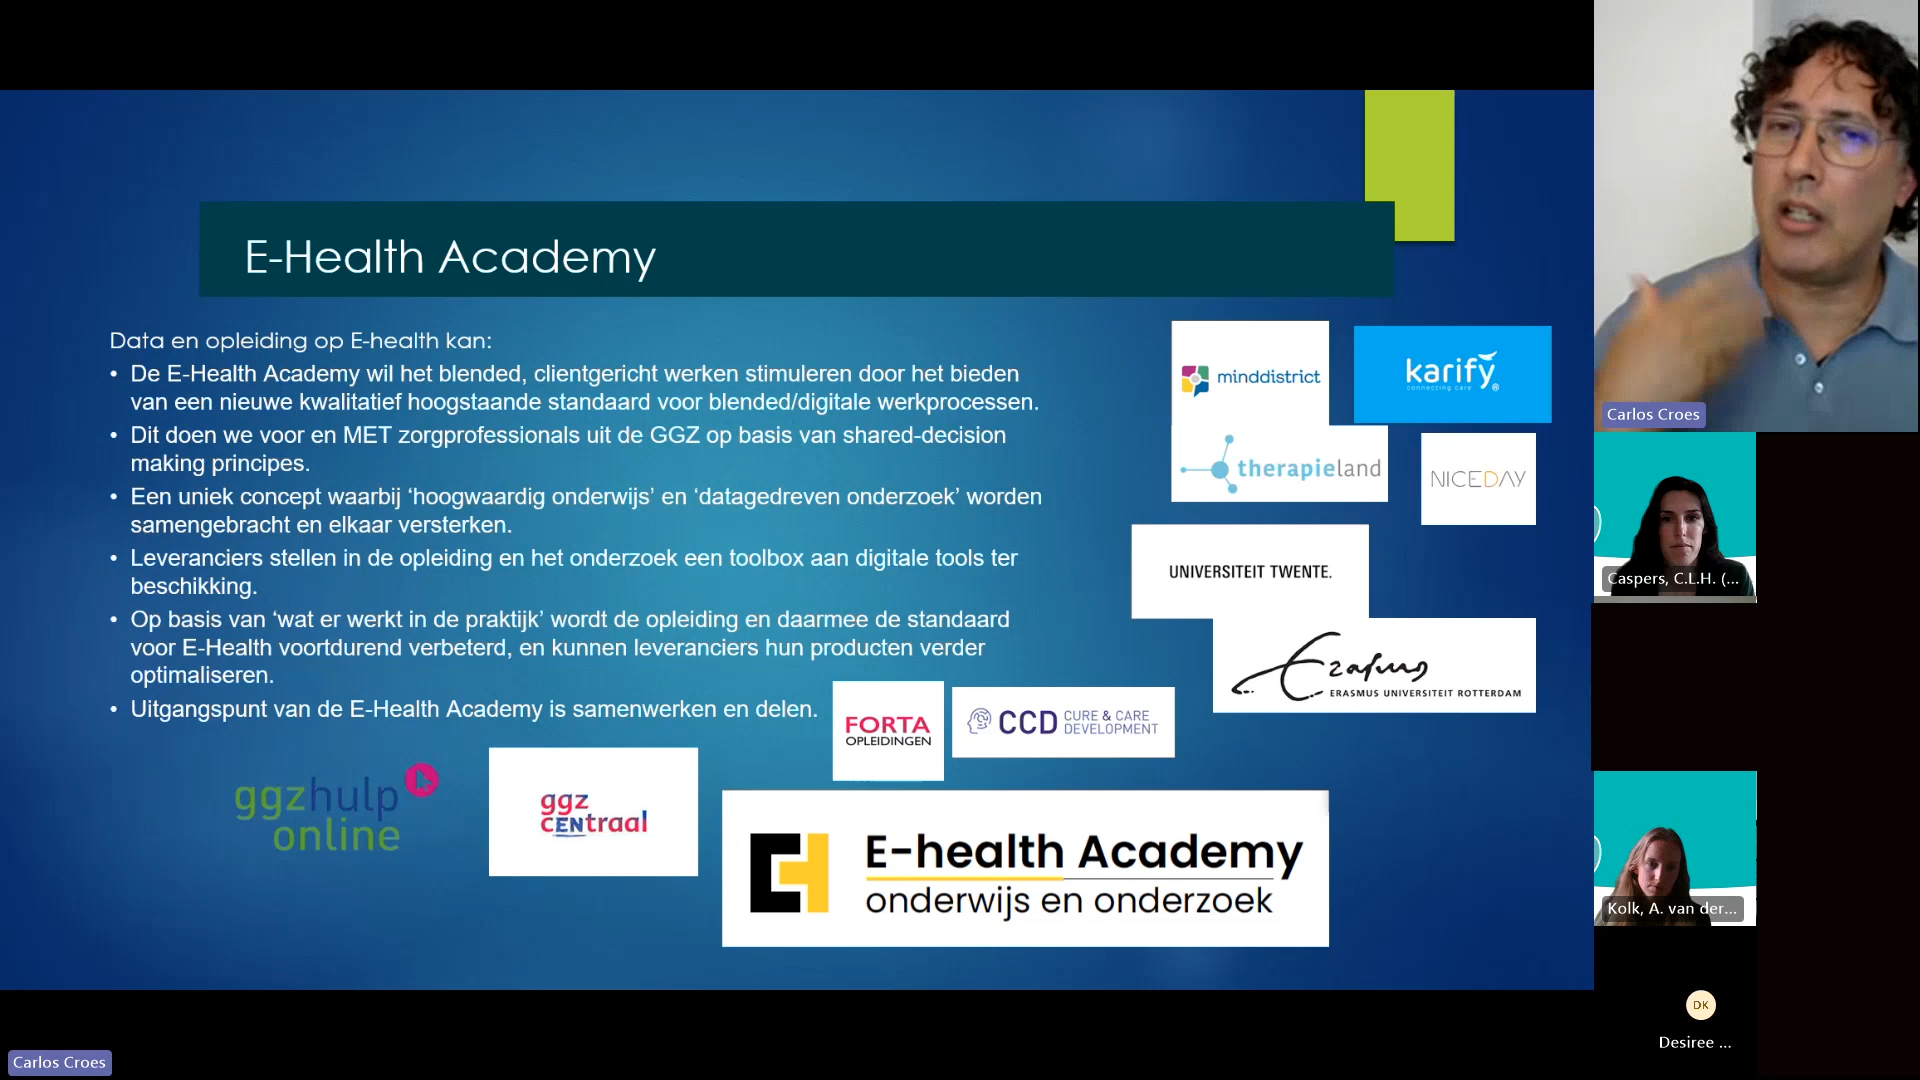 E-Health Academy
Data en opleiding op E-health kan:
• De E-Health Academy wil het blended, clientgericht werken stimuleren door het bieden
van een nieuwe kwalitatief hoogstaande standaard voor blended/digitale werkprocessen.
• Dit doen we voor en MET zorgprofessionals uit de GGZ op basis van shared-decision
making principes.
• Een uniek concept waarbij ‘hoogwaardig onderwijs’ en ‘datagedreven onderzoek’ worden
samengebracht en elkaar versterken.
• Leveranciers stellen in de opleiding en het onderzoek een toolbox aan digitale tools ter
beschikking.
• Op basis van ‘wat er werkt in de praktijk’ wordt de opleiding en daarmee de standaard
voor E-Health voortdurend verbeterd, en kunnen leveranciers hun producten verder
optimaliseren.
• Uitgangspunt van de E-Health Academy is samenwerken en delen.
minddistrict
karify®
connecting care
therapieland
NICEDAY
UNIVERSITEIT TWENTE.
Erasmus
ERASMUS UNIVERSITEIT ROTTERDAM
FORTA
OPLEIDINGEN
CCD CURE & CARE
DEVELOPMENT
ggzhulp
online
ggz
cENtraal
E-health Academy
onderwijs en onderzoek
Carlos Croes
Caspers, C.L.H. (...
Kolk, A. van der...
DK
Desiree ...
Carlos Croes